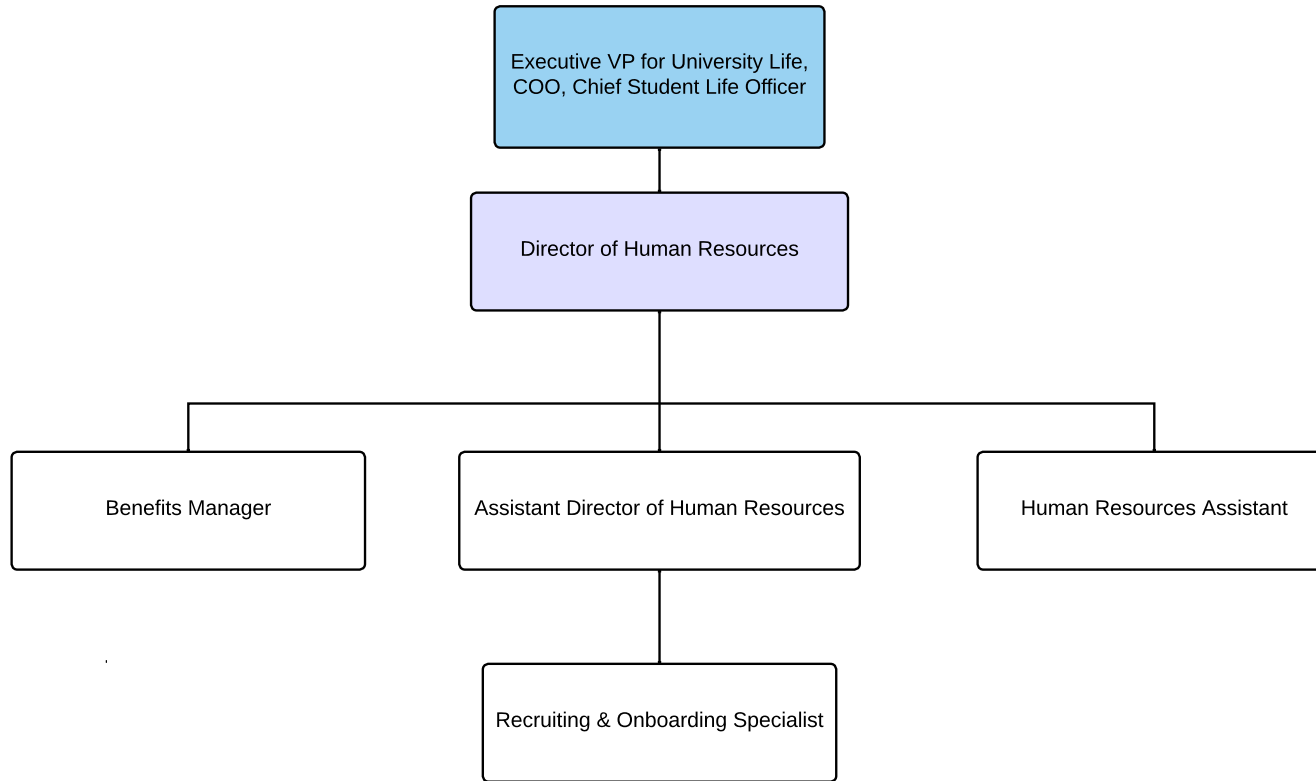 Executive VP for University Life,
COO, Chief Student Life Officer
Director of Human Resources
Benefits Manager
Assistant Director of Human Resources
Human Resources Assistant
Recruiting & Onboarding Specialist